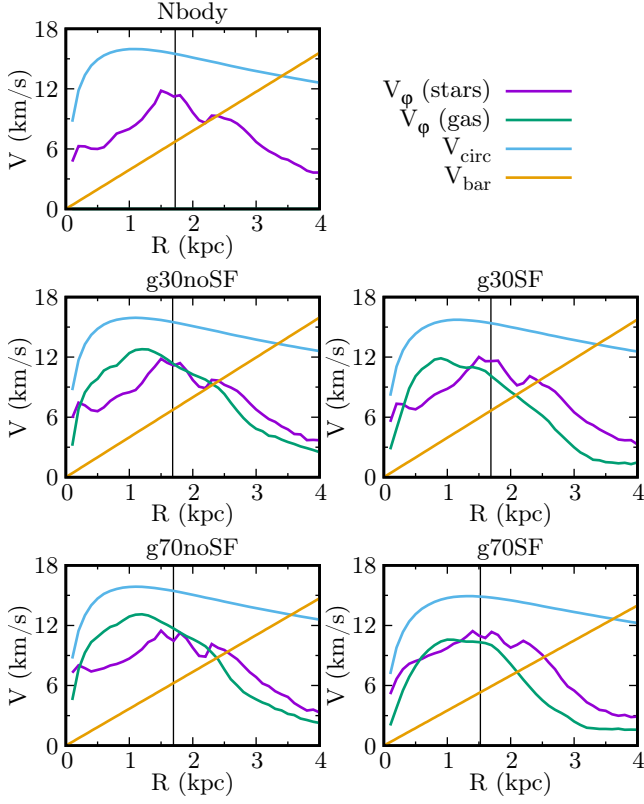 Nbody
18
12
6
0
V (km/s)
0 1 2 3 4
R (kpc)
V_φ (stars)
V_φ (gas)
V_circ
V_bar
g30noSF
18
12
6
0
V (km/s)
0 1 2 3 4
R (kpc)
g30SF
18
12
6
0
V (km/s)
0 1 2 3 4
R (kpc)
g70noSF
18
12
6
0
V (km/s)
0 1 2 3 4
R (kpc)
g70SF
18
12
6
0
V (km/s)
0 1 2 3 4
R (kpc)